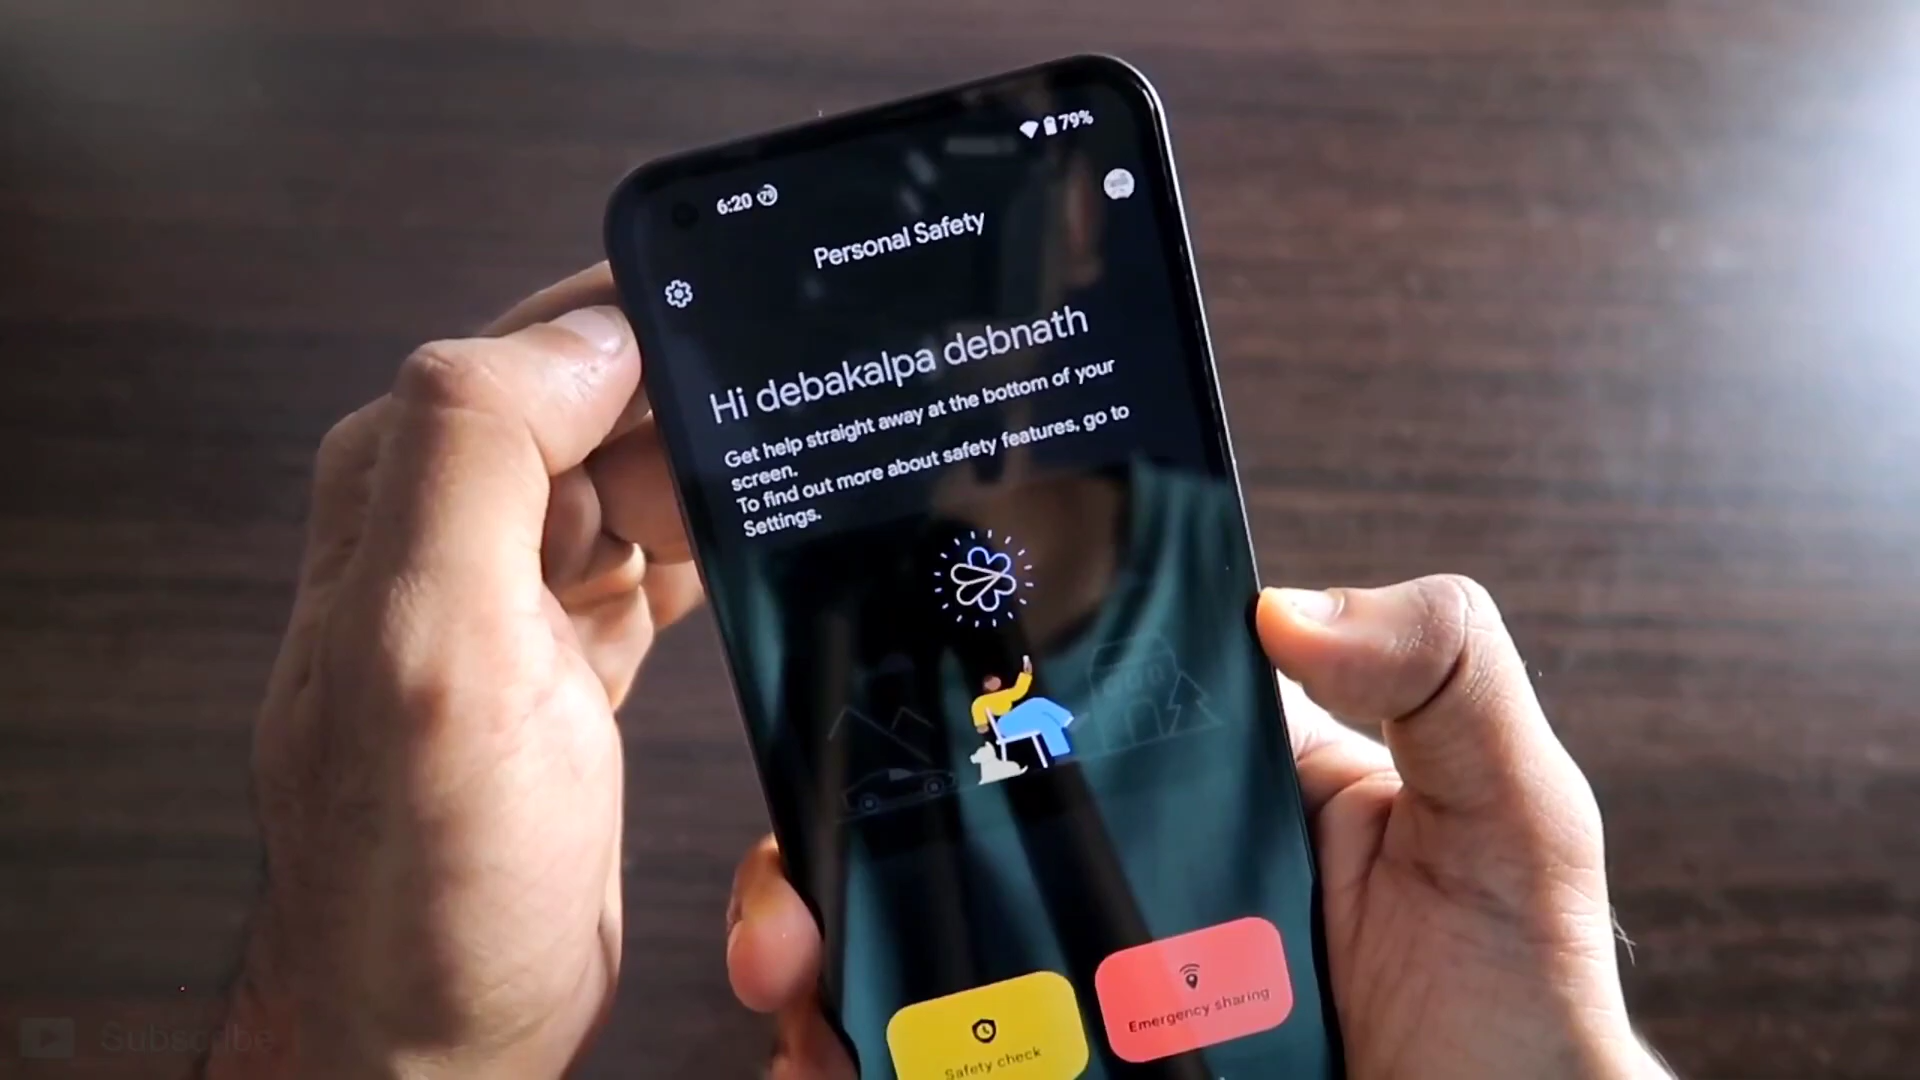 6:20 79
79%
Personal Safety
Hi debakalpa debnath
Get help straight away at the bottom of your
screen.
To find out more about safety features, go to
Settings.
Emergency sharing
Safety check
Subscribe